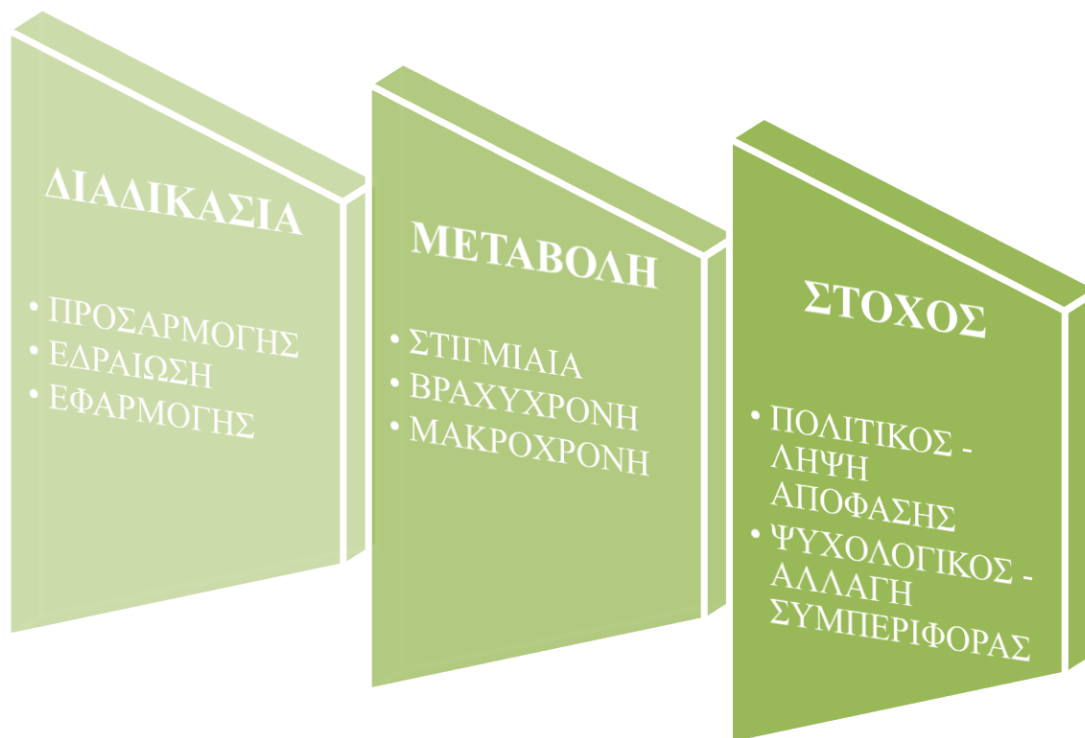 ΔΙΑΔΙΚΑΣΙΑ
• ΠΡΟΣΑΡΜΟΓΗΣ
• ΕΔΡΑΙΩΣΗ
• ΕΦΑΡΜΟΓΗΣ
ΜΕΤΑΒΟΛΗ
• ΣΤΙΓΜΙΑΙΑ
• ΒΡΑΧΥΧΡΟΝΗ
• ΜΑΚΡΟΧΡΟΝΗ
ΣΤΟΧΟΣ
• ΠΟΛΙΤΙΚΟΣ -
ΛΗΨΗ
ΑΠΟΦΑΣΗΣ
• ΨΥΧΟΛΟΓΙΚΟΣ -
ΑΛΛΑΓΗ
ΣΥΜΠΕΡΙΦΟΡΑΣ